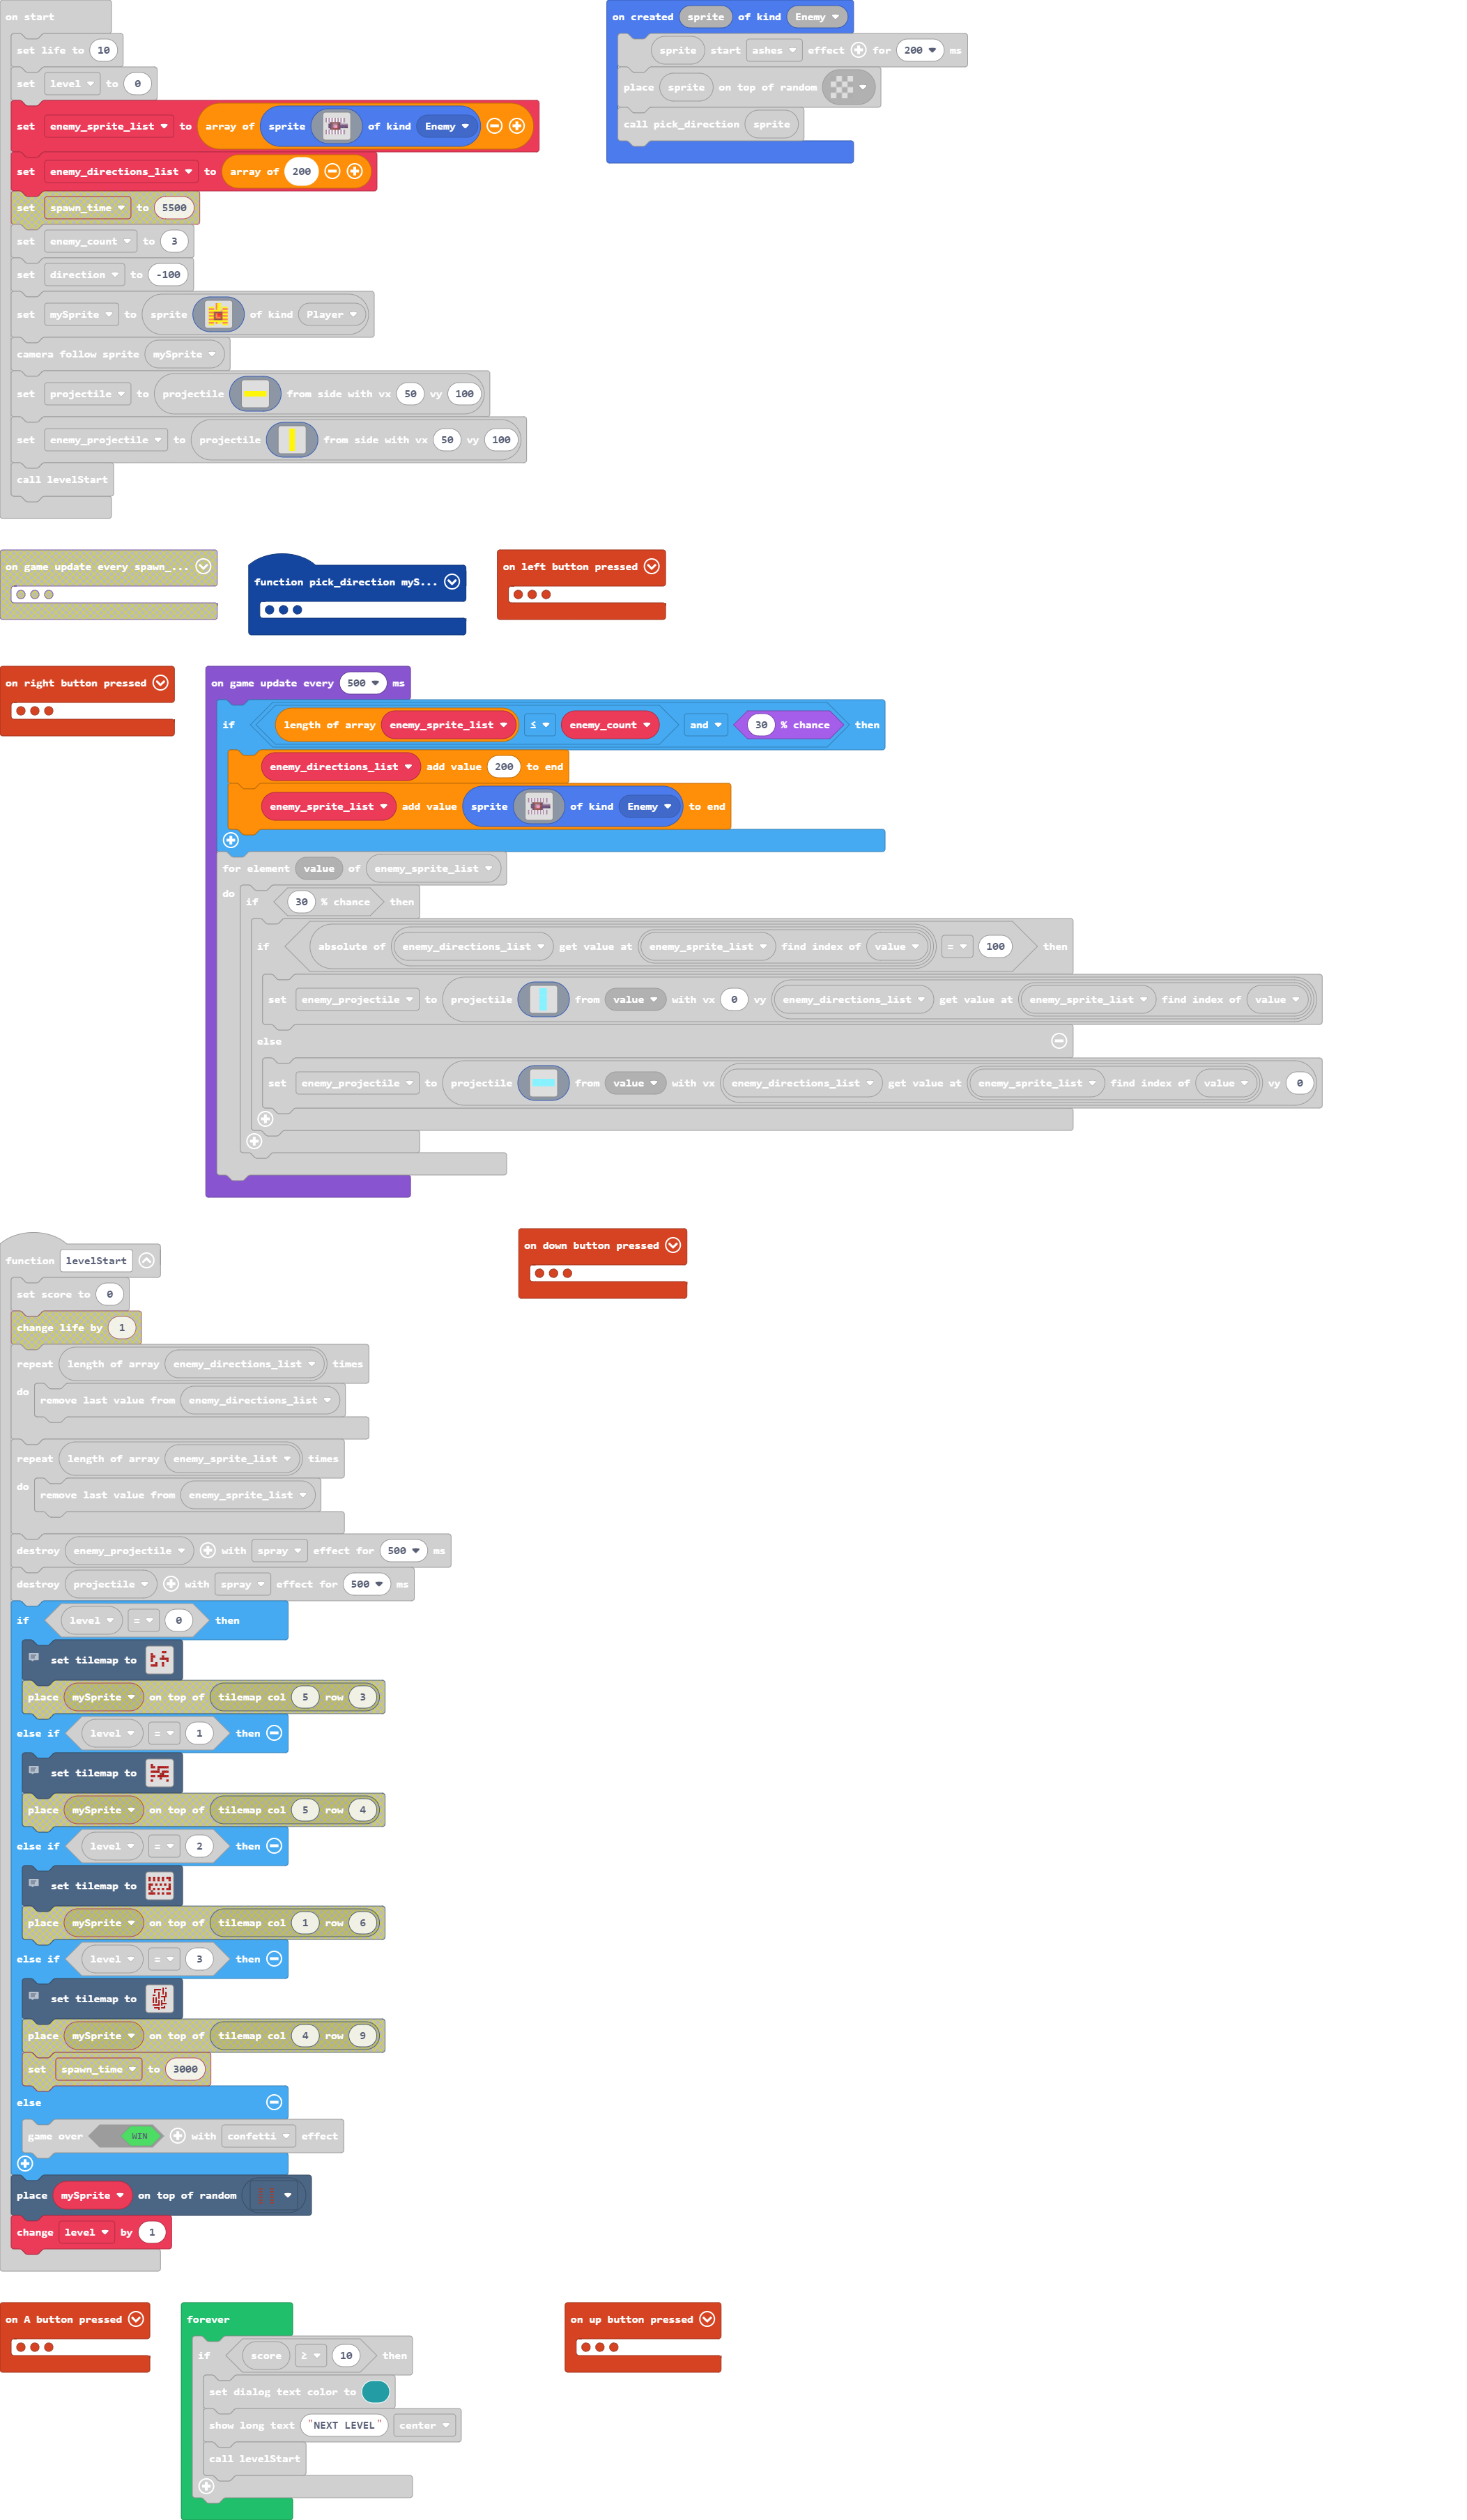 on start
set life to 10
set level to 0
set enemy_sprite_list to array of sprite of kind Enemy
set enemy_directions_list to array of 200
set spawn_time to 5500
set enemy_count to 3
set direction to -100
set mySprite to sprite of kind Player
camera follow sprite mySprite
set projectile to projectile from side with vx 50 vy 100
set enemy_projectile to projectile from side with vx 50 vy 100
call levelStart
on created sprite of kind Enemy
sprite start ashes effect for 200 ms
place sprite on top of random
call pick_direction sprite
on game update every spawn_...
function pick_direction myS...
on left button pressed
on right button pressed
on game update every 500 ms
if length of array enemy_sprite_list ≤ enemy_count and 30 % chance then
enemy_directions_list add value 200 to end
enemy_sprite_list add value sprite of kind Enemy to end
for element value of enemy_sprite_list
do if 30 % chance then
if absolute of enemy_directions_list get value at enemy_sprite_list find index of value = 100 then
set enemy_projectile to projectile from value with vx 0 vy enemy_directions_list get value at enemy_sprite_list find index of value
else
set enemy_projectile to projectile from value with vx enemy_directions_list get value at enemy_sprite_list find index of value vy 0
function levelStart
set score to 0
change life by 1
repeat length of array enemy_directions_list times
do remove last value from enemy_directions_list
repeat length of array enemy_sprite_list times
do remove last value from enemy_sprite_list
destroy enemy_projectile with spray effect for 500 ms
destroy projectile with spray effect for 500 ms
if level = 0 then
set tilemap to
place mySprite on top of tilemap col 5 row 3
else if level = 1 then
set tilemap to
place mySprite on top of tilemap col 5 row 4
else if level = 2 then
set tilemap to
place mySprite on top of tilemap col 1 row 6
else if level = 3 then
set tilemap to
place mySprite on top of tilemap col 4 row 9
set spawn_time to 3000
else
game over WIN with confetti effect
place mySprite on top of random
change level by 1
on down button pressed
on A button pressed
forever
if score ≥ 10 then
set dialog text color to
show long text "NEXT LEVEL" center
call levelStart
on up button pressed